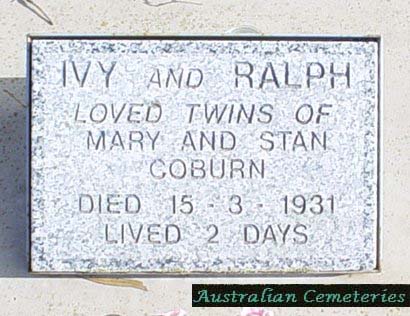 IVY AND RALPH
LOVED TWINS OF
MARY AND STAN
COBURN
DIED 15 - 3 - 1931
LIVED 2 DAYS
Australian Cemeteries